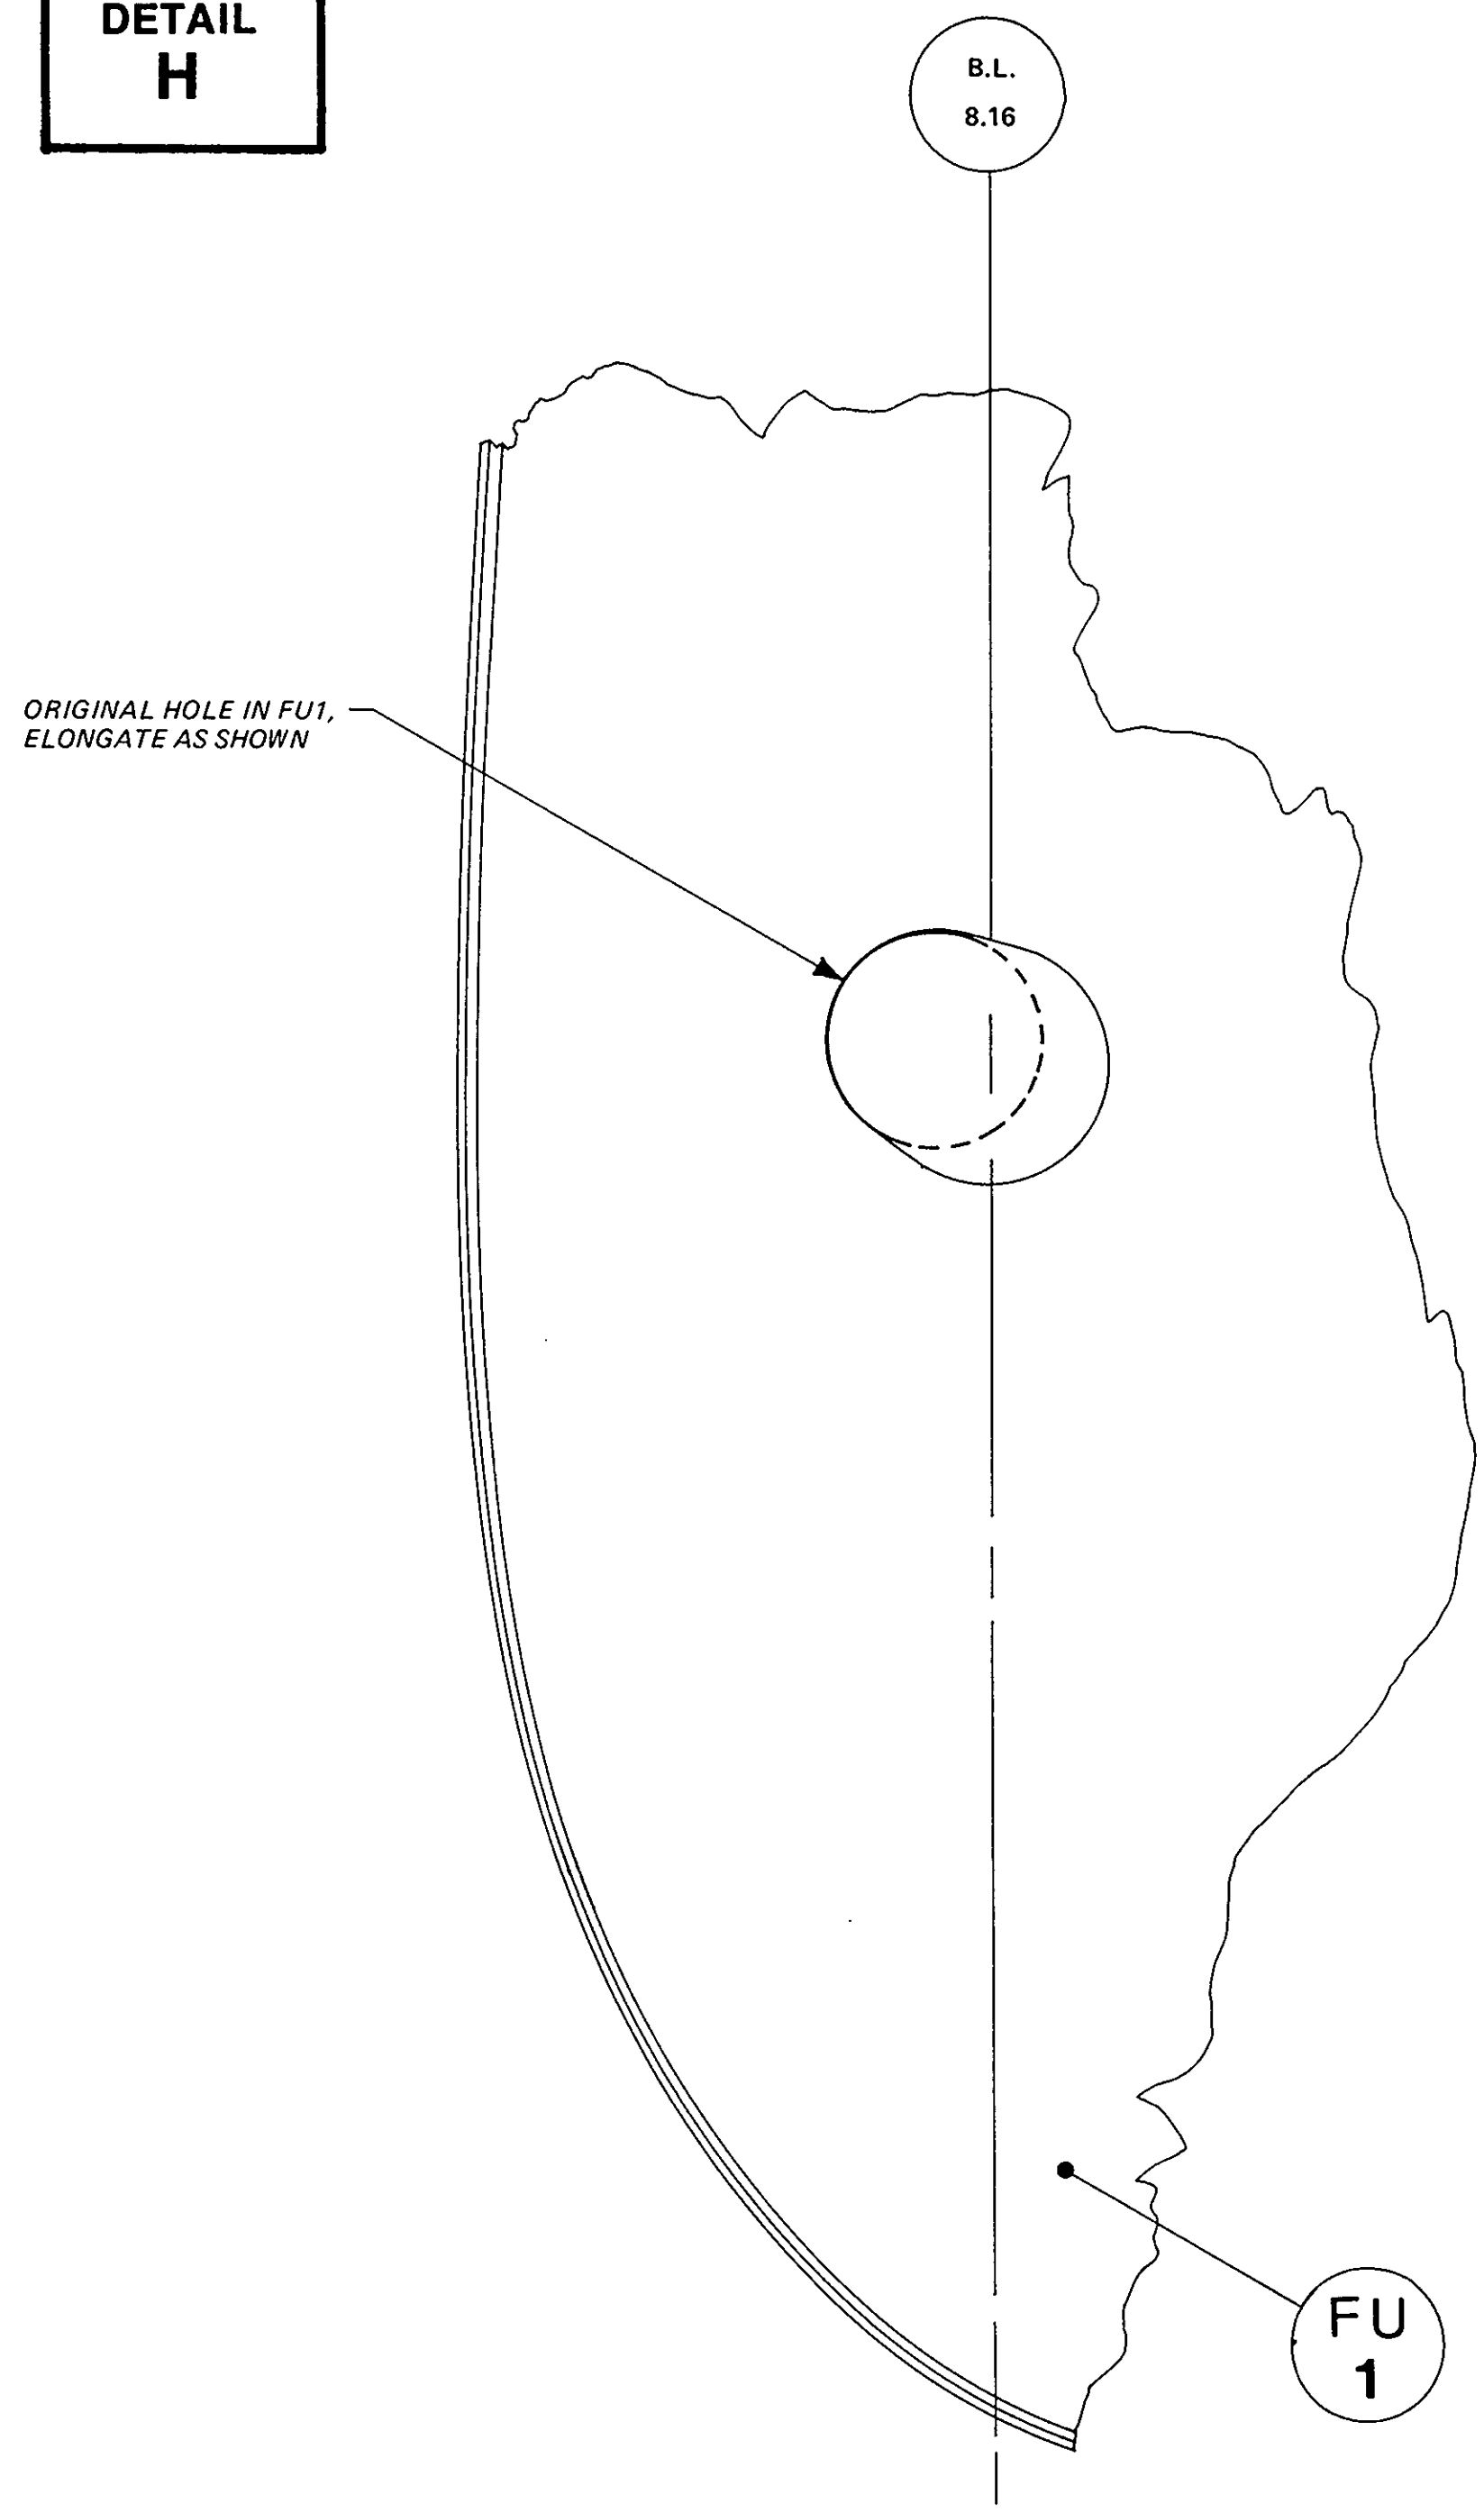 DETAIL
H
B.L.
8.16
ORIGINAL HOLE IN FU1,
ELONGATE AS SHOWN
FU
1